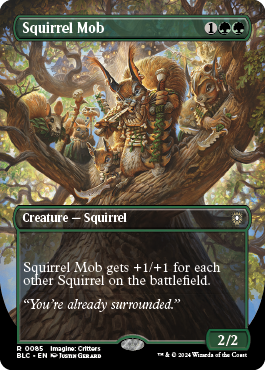 Squirrel Mob 1
Creature — Squirrel
Squirrel Mob gets +1/+1 for each
other Squirrel on the battlefield.
“You’re already surrounded.”
2/2
R 0085 Imagine: Critters
BLC • EN Justin Gerard ™ & © 2024 Wizards of the Coast